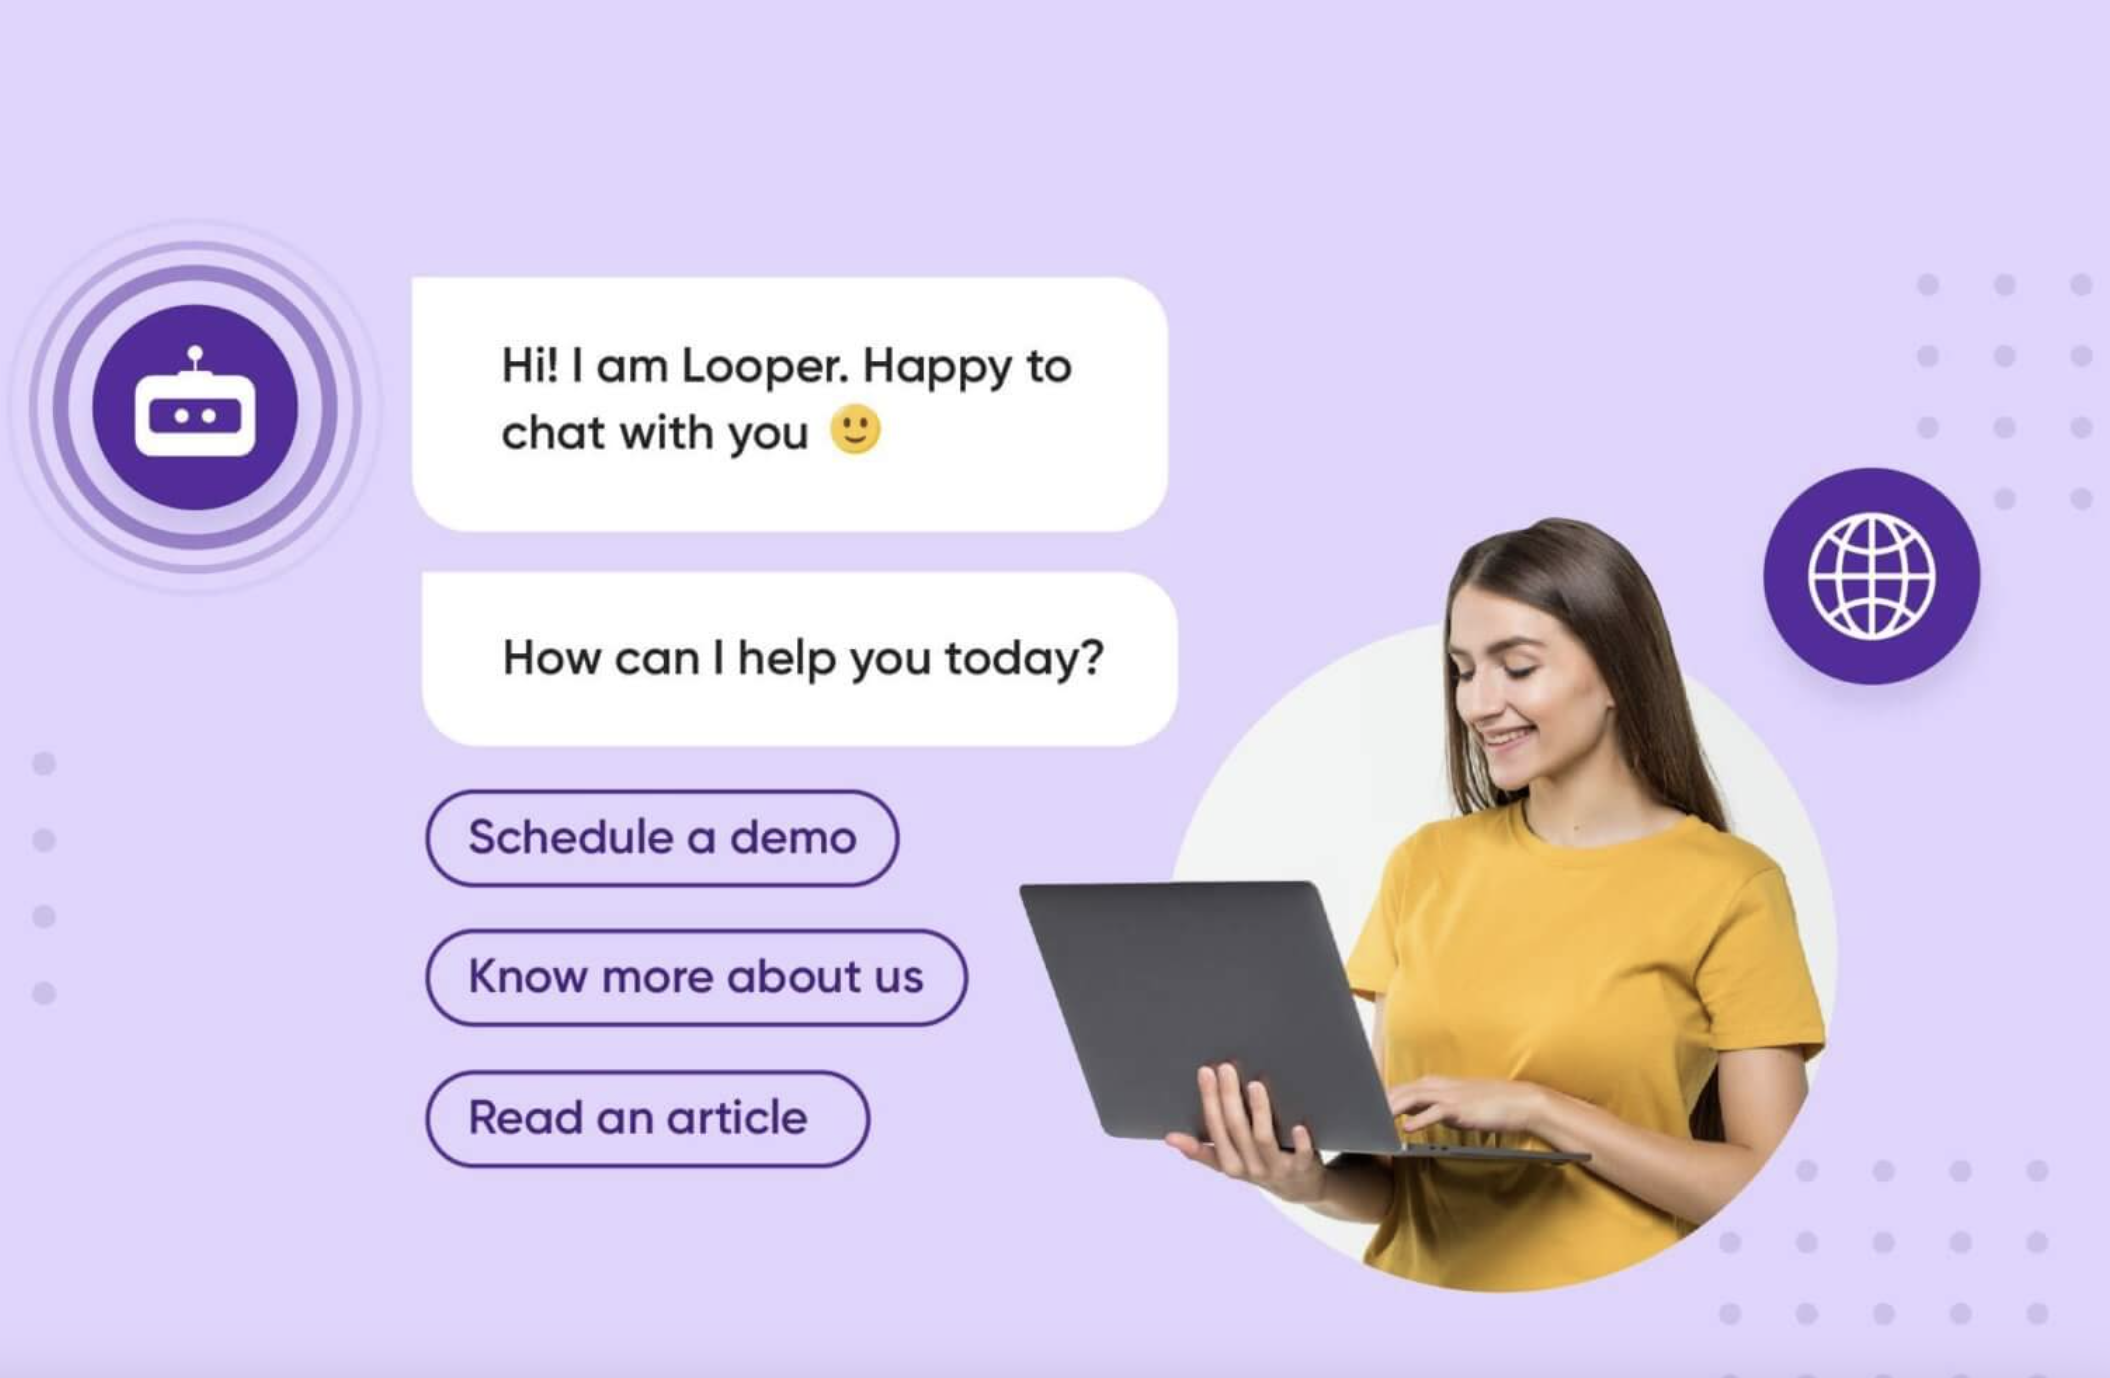 Hi! I am Looper. Happy to
chat with you 🙂
How can I help you today?
Schedule a demo
Know more about us
Read an article